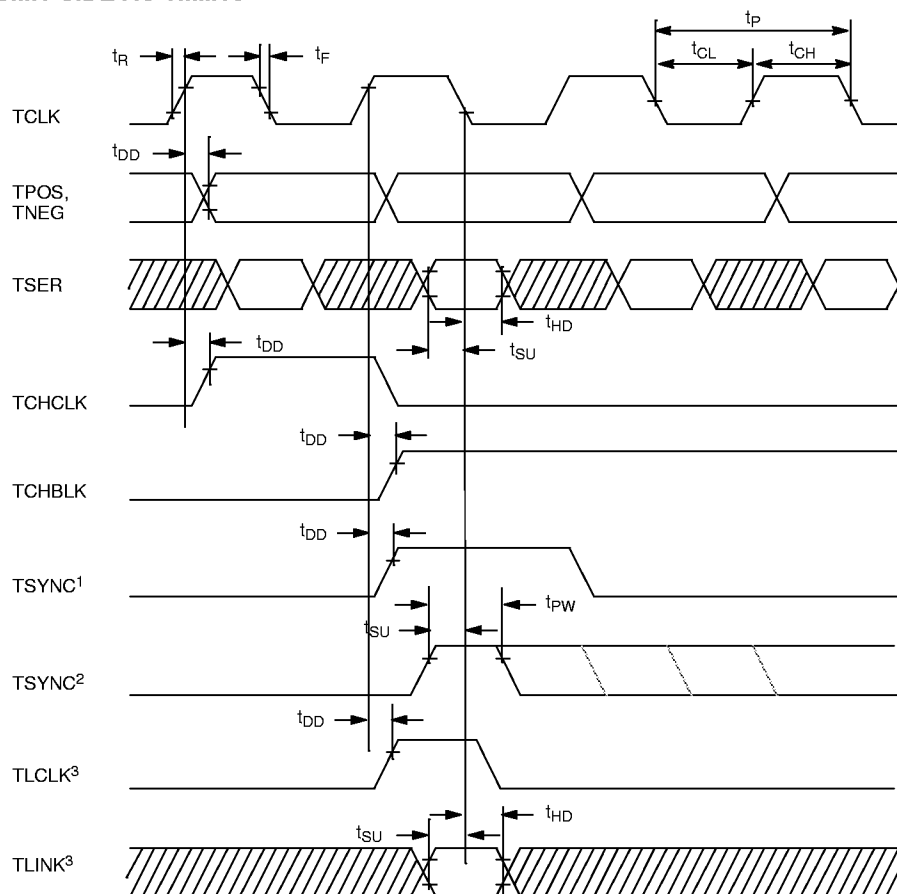 tP
tR
tF
tCL
tCH
TCLK
tDD
TPOS,
TNEG
TSER
tHD
tDD
tSU
TCHCLK
tDD
TCHBLK
tDD
TSYNC¹
tPW
tSU
TSYNC²
tDD
TLCLK³
tHD
tSU
TLINK³